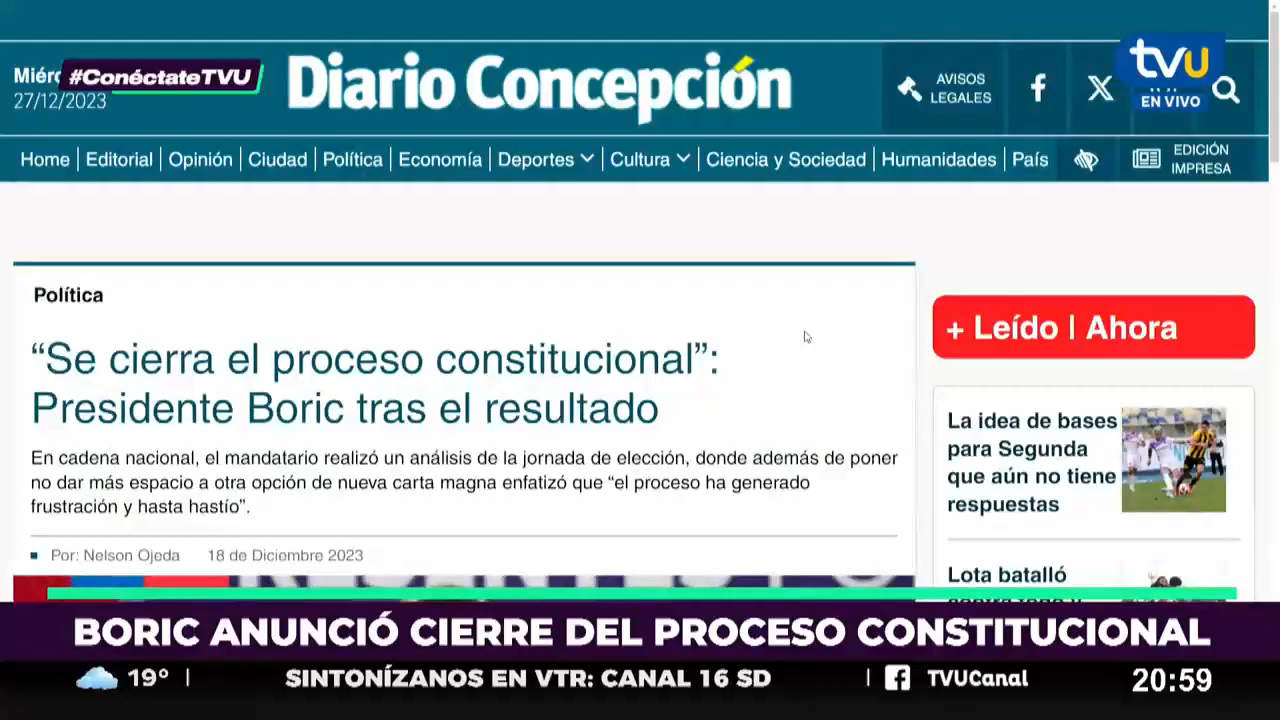 Miérc
#ConéctateTVU
27/12/2023
Diario Concepción
AVISOS
LEGALES
tvu
EN VIVO
Home
Editorial
Opinión
Ciudad
Política
Economía
Deportes
Cultura
Ciencia y Sociedad
Humanidades
País
EDICIÓN
IMPRESA
Política
“Se cierra el proceso constitucional”:
Presidente Boric tras el resultado
En cadena nacional, el mandatario realizó un análisis de la jornada de elección, donde además de poner
no dar más espacio a otra opción de nueva carta magna enfatizó que “el proceso ha generado
frustración y hasta hastío”.
Por: Nelson Ojeda 18 de Diciembre 2023
+ Leído | Ahora
La idea de bases
para Segunda
que aún no tiene
respuestas
Lota batalló
BORIC ANUNCIÓ CIERRE DEL PROCESO CONSTITUCIONAL
19° | SINTONÍZANOS EN VTR: CANAL 16 SD | TVUCanal 20:59